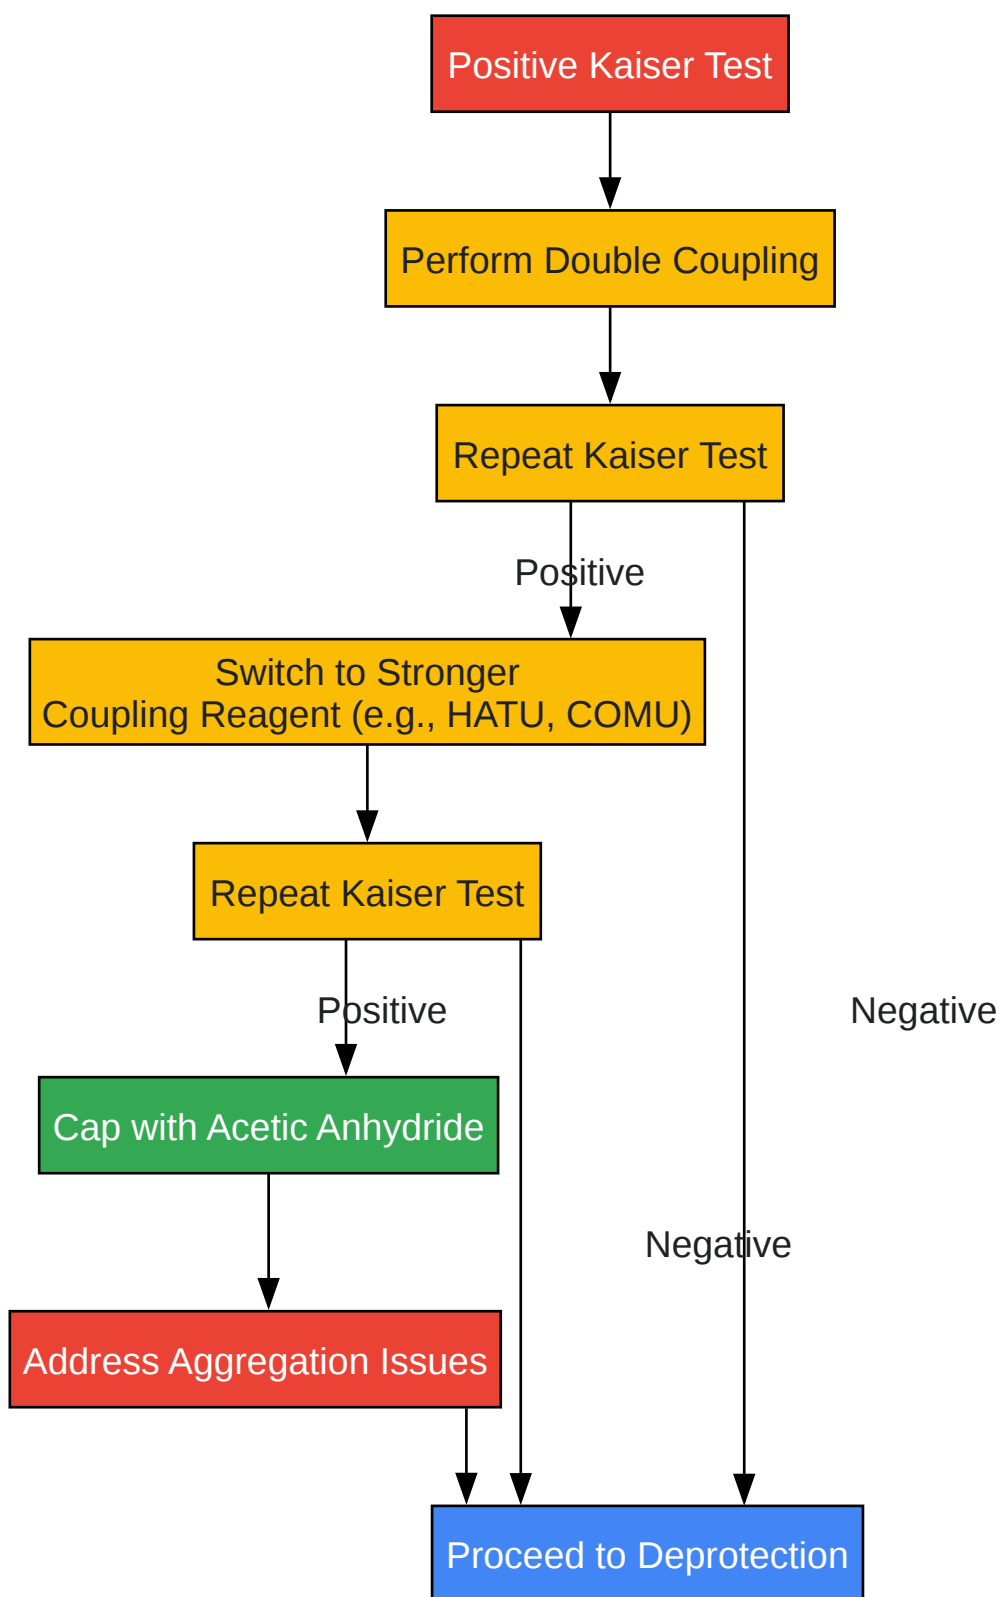 Positive Kaiser Test
Perform Double Coupling
Repeat Kaiser Test
Positive
Switch to Stronger
Coupling Reagent (e.g., HATU, COMU)
Repeat Kaiser Test
Positive
Negative
Cap with Acetic Anhydride
Negative
Address Aggregation Issues
Proceed to Deprotection